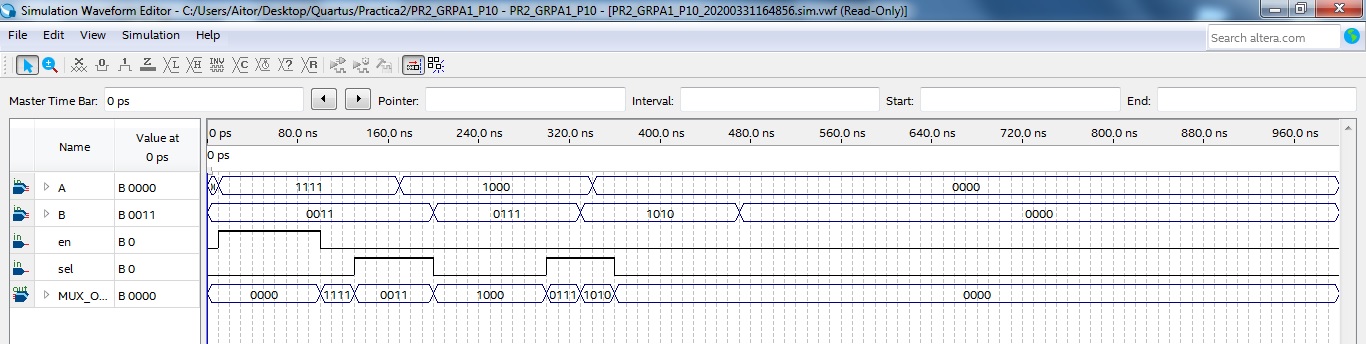 Simulation Waveform Editor - C:/Users/Aitor/Desktop/Quartus/Practica2/PR2_GRPA1_P10 - PR2_GRPA1_P10 - [PR2_GRPA1_P10_20200331164856.sim.vwf (Read-Only)]
File Edit View Simulation Help
Search altera.com
Master Time Bar: 0 ps Pointer: Interval: Start: End:
Name Value at 0 ps
0 ps 80.0 ns 160.0 ns 240.0 ns 320.0 ns 400.0 ns 480.0 ns 560.0 ns 640.0 ns 720.0 ns 800.0 ns 880.0 ns 960.0 ns
0 ps
in A B 0000 1111 1000 0000
in B B 0011 0011 0111 1010 0000
in en B 0
in sel B 0
out MUX_O... B 0000 0000 1111 0011 1000 0111 1010 0000